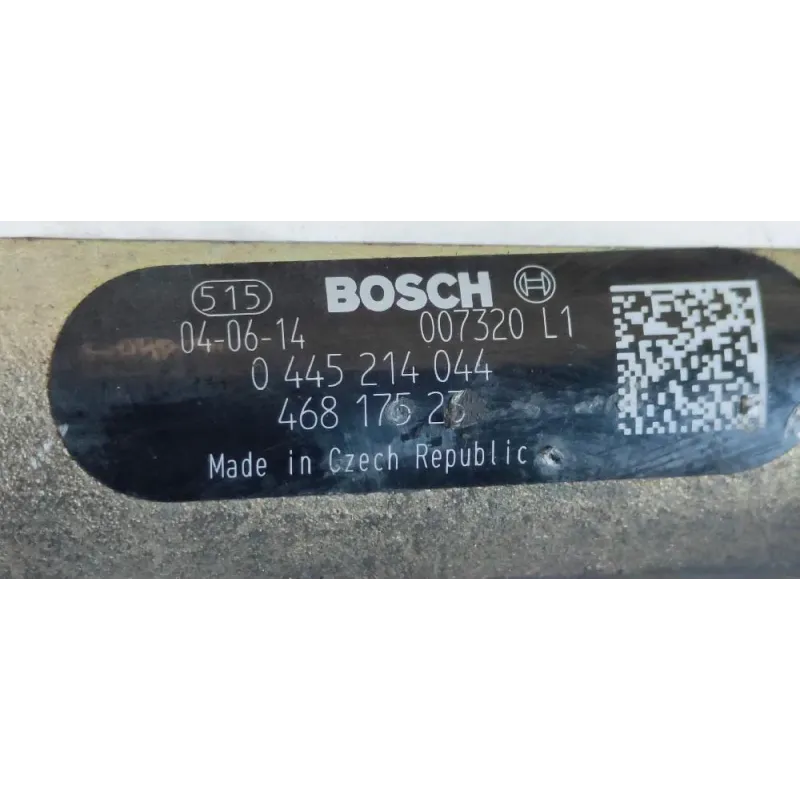 515 BOSCH
04-06-14 007320 L1
0 445 214 044
468 175 23
Made in Czech Republic